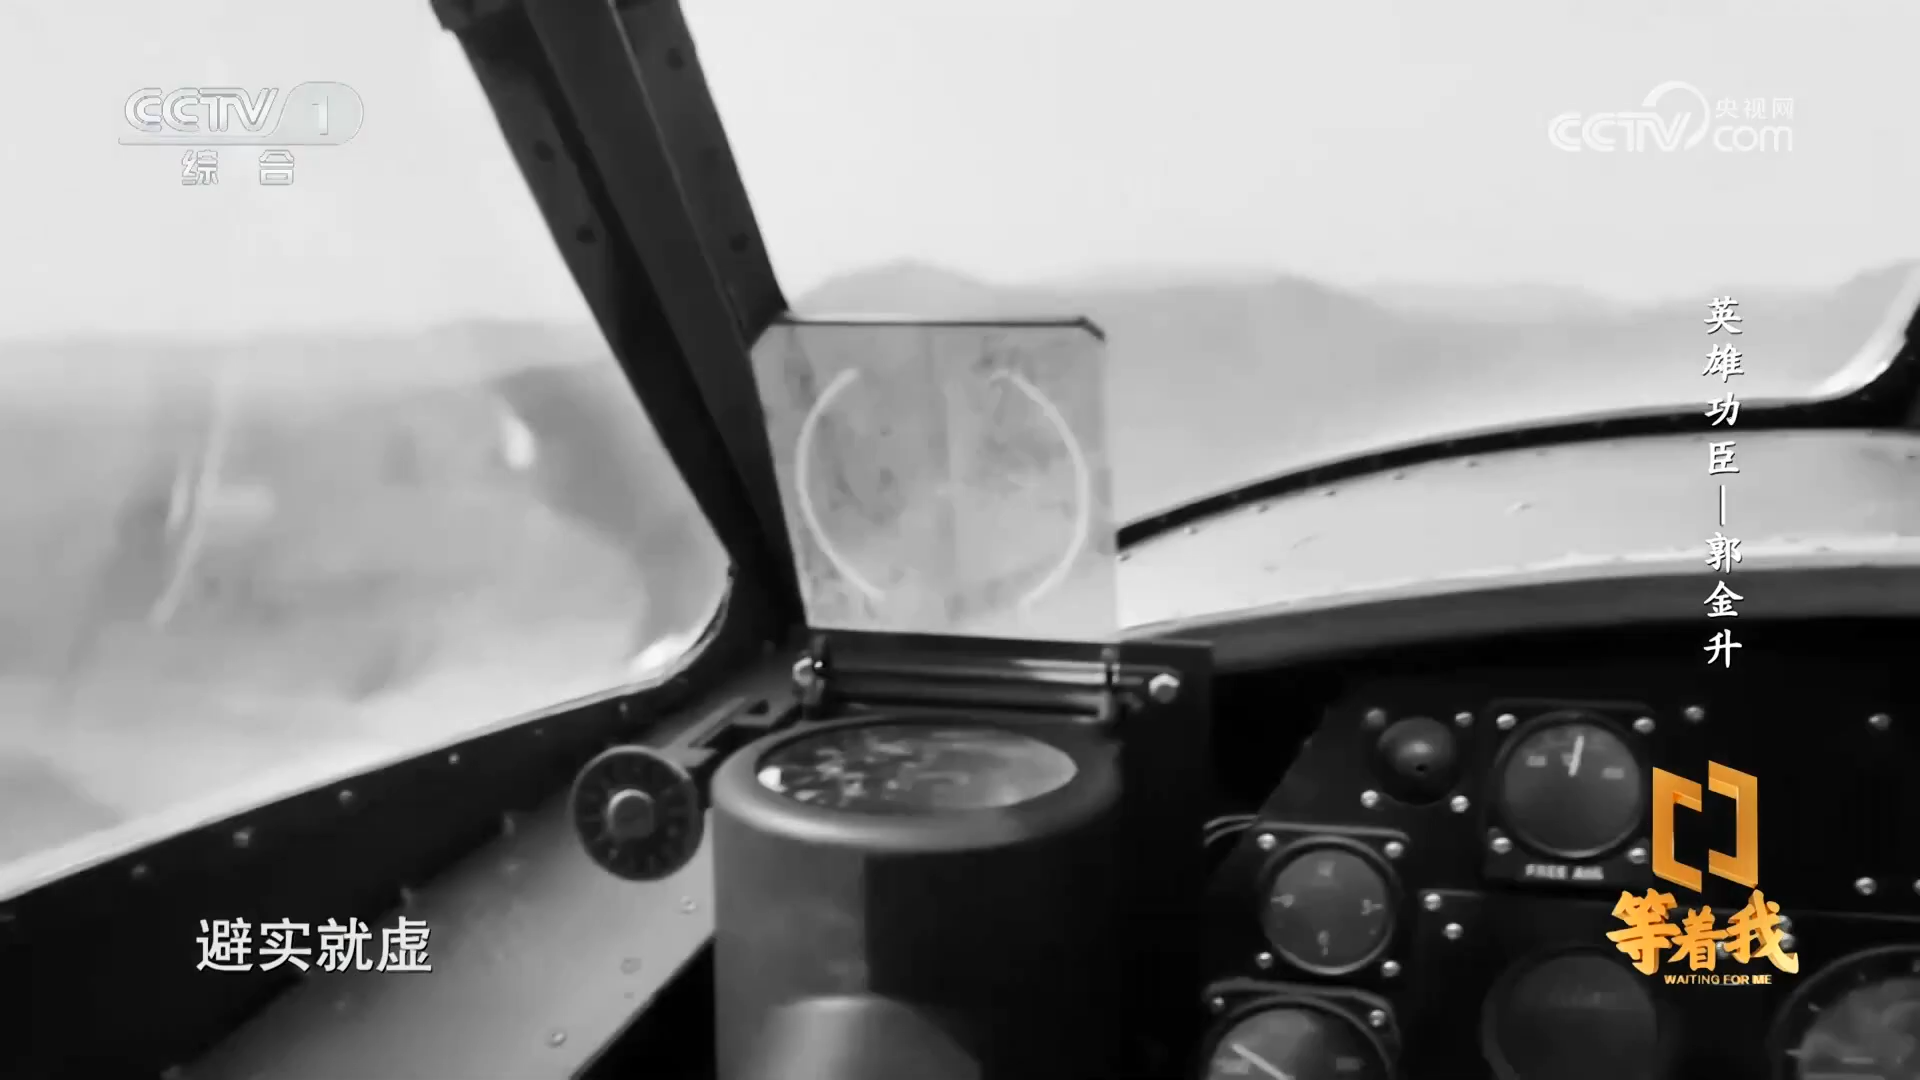 CCTV 1
综合
央视网
CCTV.com
英雄功臣—郭金升
FREE AIR
避实就虚
等着我
WAITING FOR ME